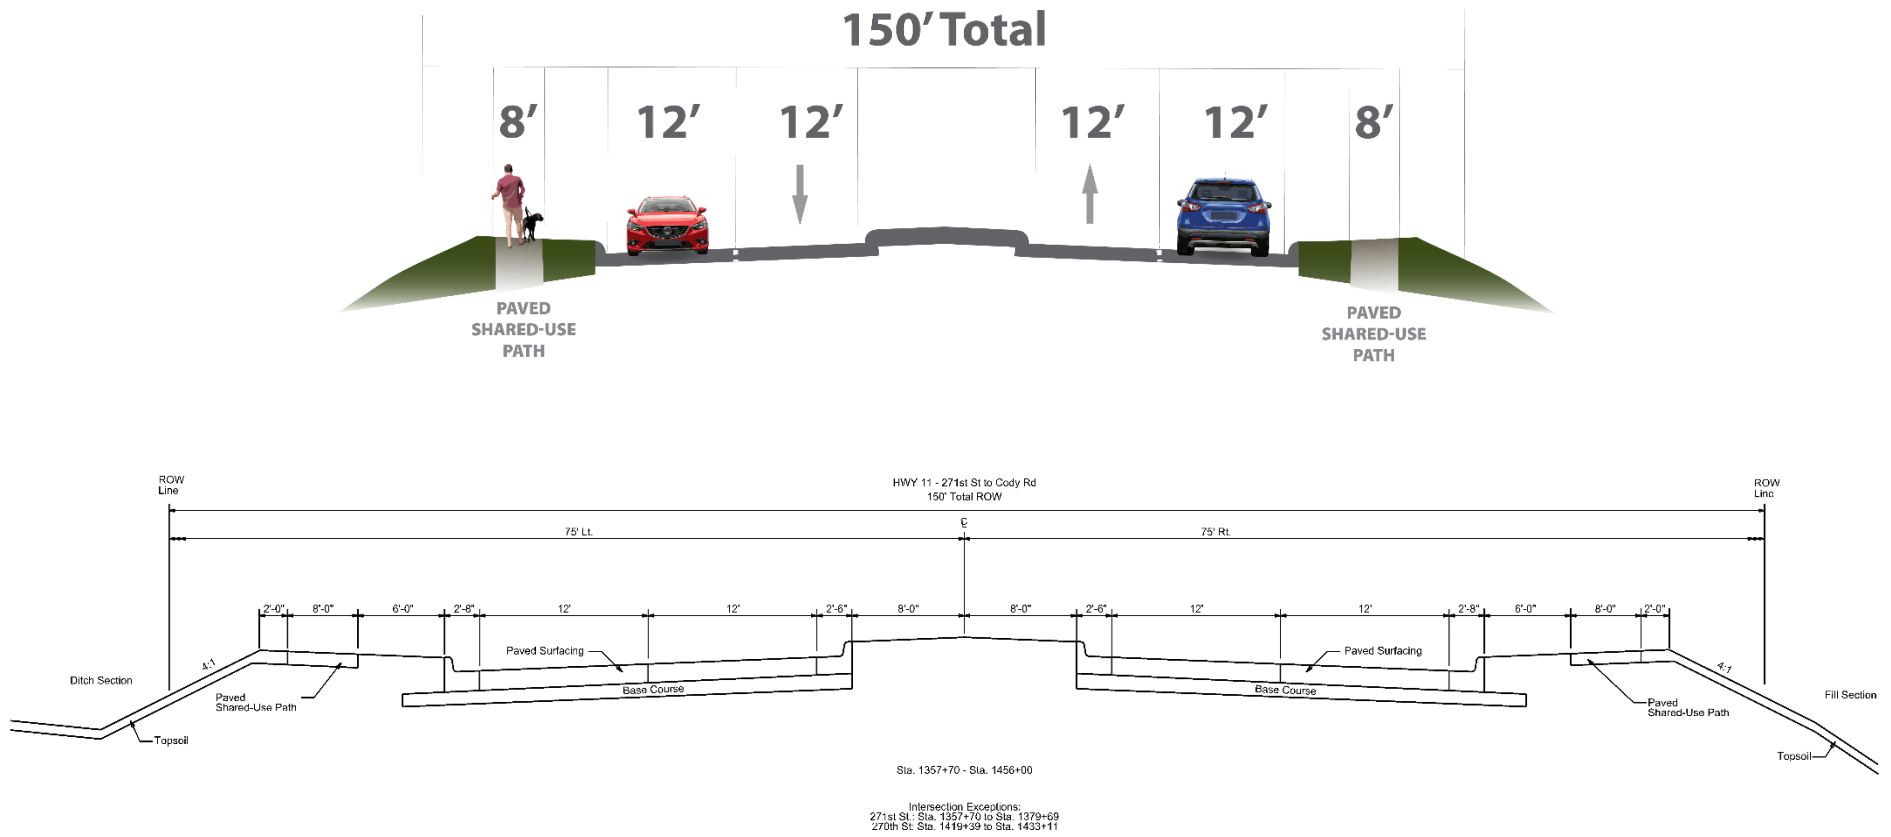 150′ Total
8′ 12′ 12′ 12′ 12′ 8′
PAVED
SHARED-USE
PATH
PAVED
SHARED-USE
PATH
ROW
Line
HWY 11 - 271st St to Cody Rd
150' Total ROW
ROW
Line
℄
75' Lt.
75' Rt.
2'-0" 8'-0" 6'-0" 2'-8" 12' 12' 2'-6" 8'-0" 8'-0" 2'-6" 12' 12' 2'-8" 6'-0" 8'-0" 2'-0"
4:1
Paved Surfacing
Paved Surfacing
4:1
Ditch Section
Base Course
Base Course
Fill Section
Paved
Shared-Use Path
Paved
Shared-Use Path
Topsoil
Topsoil
Sta. 1357+70 - Sta. 1456+00
Intersection Exceptions:
271st St.: Sta. 1357+70 to Sta. 1379+69
270th St: Sta. 1419+39 to Sta. 1433+11